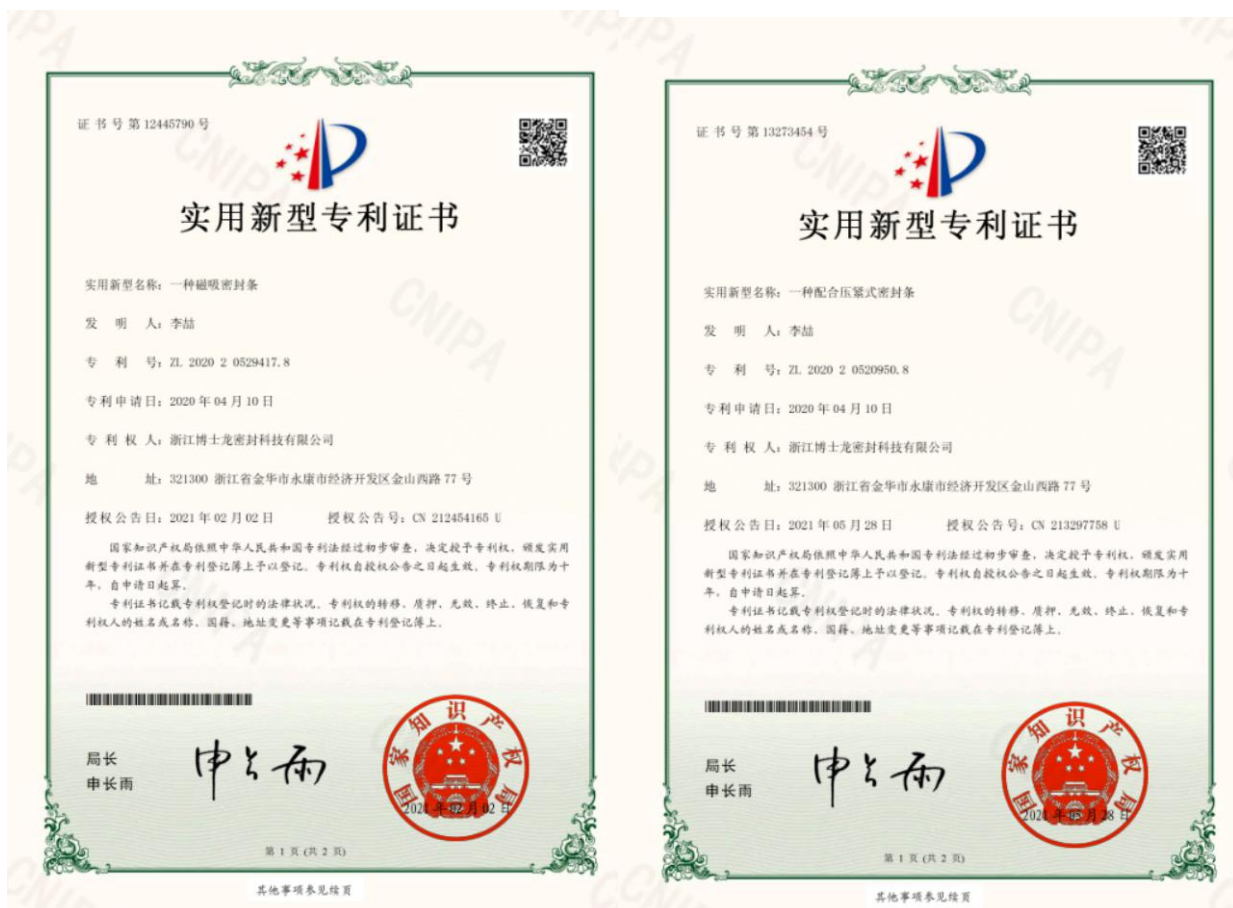 证书号第12445790号
实用新型专利证书
实用新型名称：一种磁吸密封条
发明人：李喆
专利号：ZL 2020 2 0529417.8
专利申请日：2020年04月10日
专利权人：浙江博士龙密封科技有限公司
地址：321300 浙江省金华市永康市经济开发区金山西路77号
授权公告日：2021年02月02日 授权公告号：CN 212454165 U
国家知识产权局依照中华人民共和国专利法经过初步审查，决定授予专利权，颁发实用
新型专利证书并在专利登记簿上予以登记。专利权自授权公告之日起生效。专利权期限为十
年，自申请日起算。
专利证书记载专利权登记时的法律状况。专利权的转移、质押、无效、终止、恢复和专
利权人的姓名或名称、国籍、地址变更等事项记载在专利登记簿上。
局长
申长雨
申长雨
国家知识产权局
2021年02月02日
第 1 页 (共 2 页)
其他事项参见续页
证书号第13273454号
实用新型专利证书
实用新型名称：一种配合压紧式密封条
发明人：李喆
专利号：ZL 2020 2 0520950.8
专利申请日：2020年04月10日
专利权人：浙江博士龙密封科技有限公司
地址：321300 浙江省金华市永康市经济开发区金山西路77号
授权公告日：2021年05月28日 授权公告号：CN 213297758 U
国家知识产权局依照中华人民共和国专利法经过初步审查，决定授予专利权，颁发实用
新型专利证书并在专利登记簿上予以登记。专利权自授权公告之日起生效。专利权期限为十
年，自申请日起算。
专利证书记载专利权登记时的法律状况。专利权的转移、质押、无效、终止、恢复和专
利权人的姓名或名称、国籍、地址变更等事项记载在专利登记簿上。
局长
申长雨
申长雨
国家知识产权局
2021年05月28日
第 1 页 (共 2 页)
其他事项参见续页
CNIPA